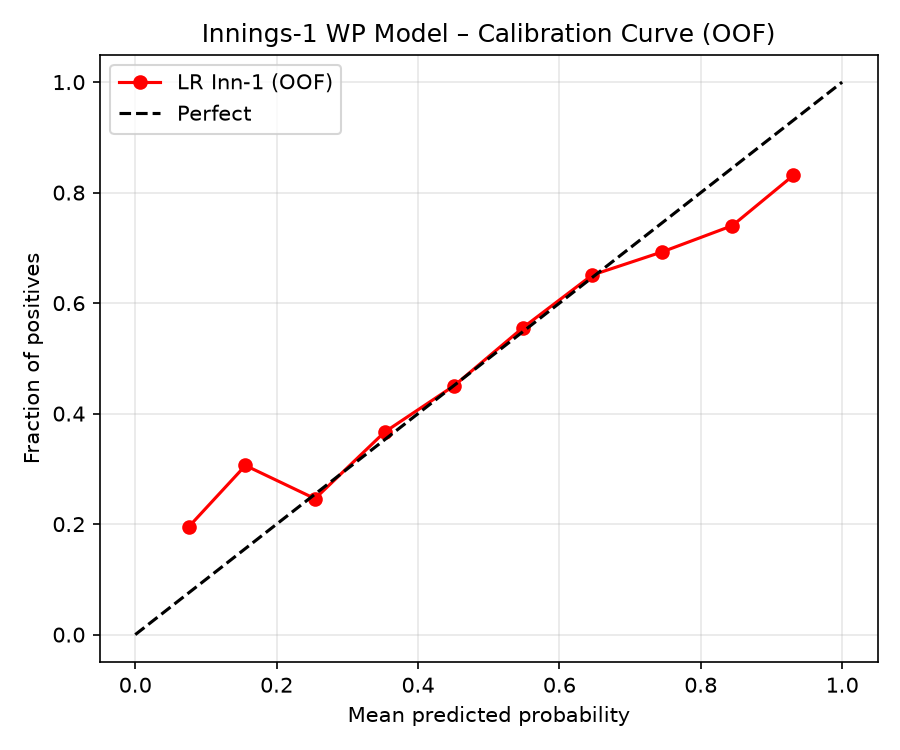 Innings-1 WP Model – Calibration Curve (OOF)
LR Inn-1 (OOF)
Perfect
Fraction of positives
1.0
0.8
0.6
0.4
0.2
0.0
0.0 0.2 0.4 0.6 0.8 1.0
Mean predicted probability